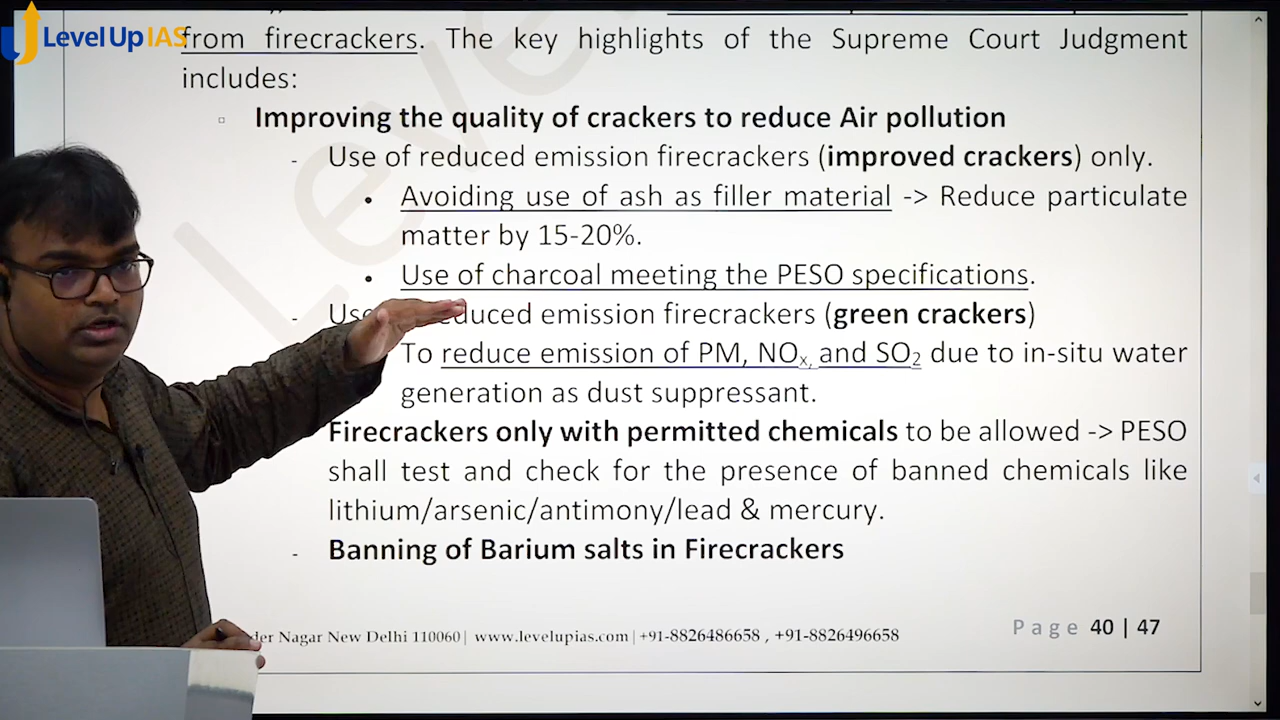 Level Up IAS
from firecrackers. The key highlights of the Supreme Court Judgment
includes:
▫ Improving the quality of crackers to reduce Air pollution
- Use of reduced emission firecrackers (improved crackers) only.
• Avoiding use of ash as filler material -> Reduce particulate
matter by 15-20%.
• Use of charcoal meeting the PESO specifications.
- emission firecrackers (green crackers)
To reduce emission of PM, NOx, and SO2 due to in-situ water
generation as dust suppressant.
Firecrackers only with permitted chemicals to be allowed -> PESO
shall test and check for the presence of banned chemicals like
lithium/arsenic/antimony/lead & mercury.
- Banning of Barium salts in Firecrackers
Nagar New Delhi 110060| www.levelupias.com | +91-8826486658 , +91-8826496658
Page 40 | 47